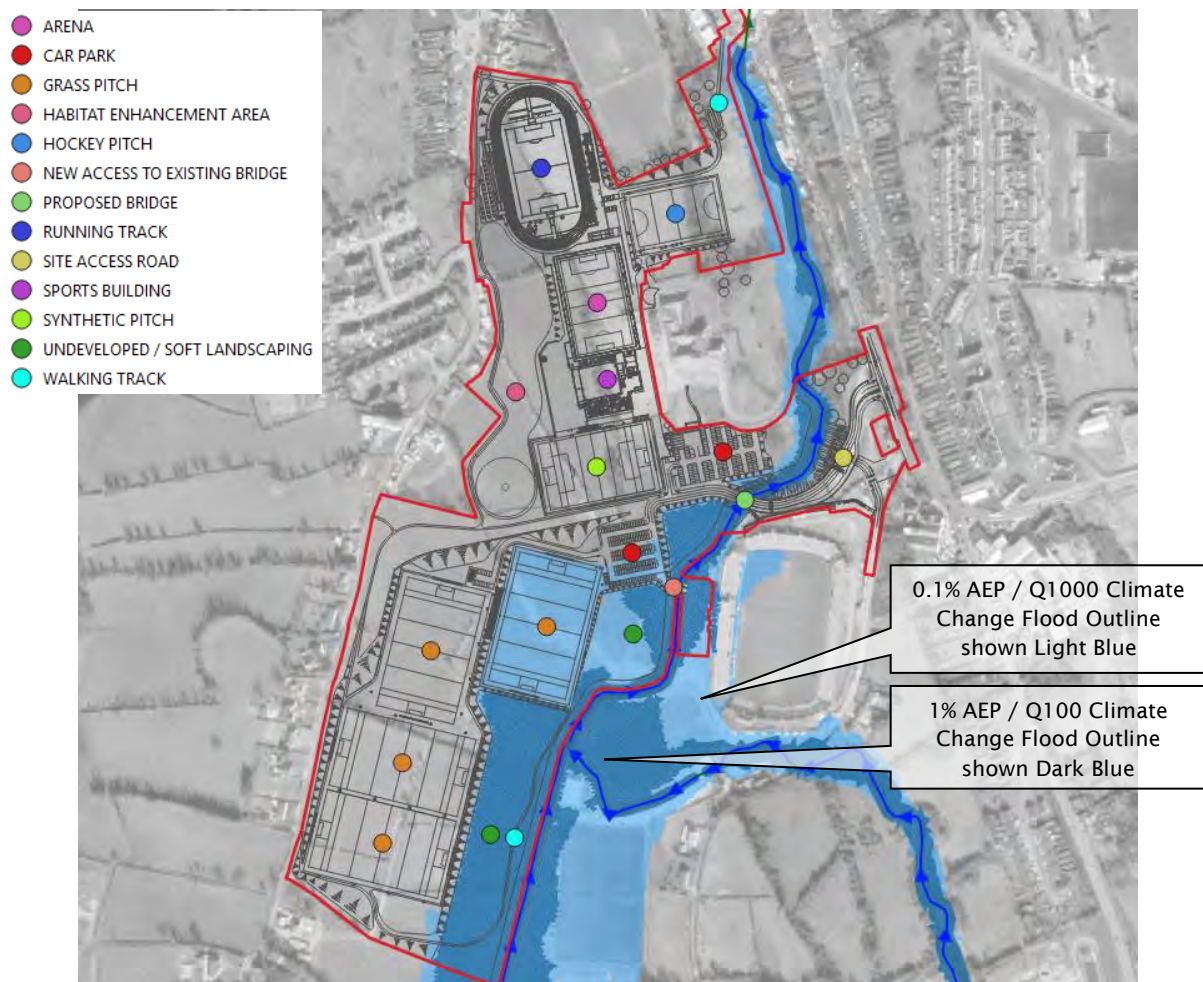 ARENA
CAR PARK
GRASS PITCH
HABITAT ENHANCEMENT AREA
HOCKEY PITCH
NEW ACCESS TO EXISTING BRIDGE
PROPOSED BRIDGE
RUNNING TRACK
SITE ACCESS ROAD
SPORTS BUILDING
SYNTHETIC PITCH
UNDEVELOPED / SOFT LANDSCAPING
WALKING TRACK
0.1% AEP / Q1000 Climate
Change Flood Outline
shown Light Blue
1% AEP / Q100 Climate
Change Flood Outline
shown Dark Blue